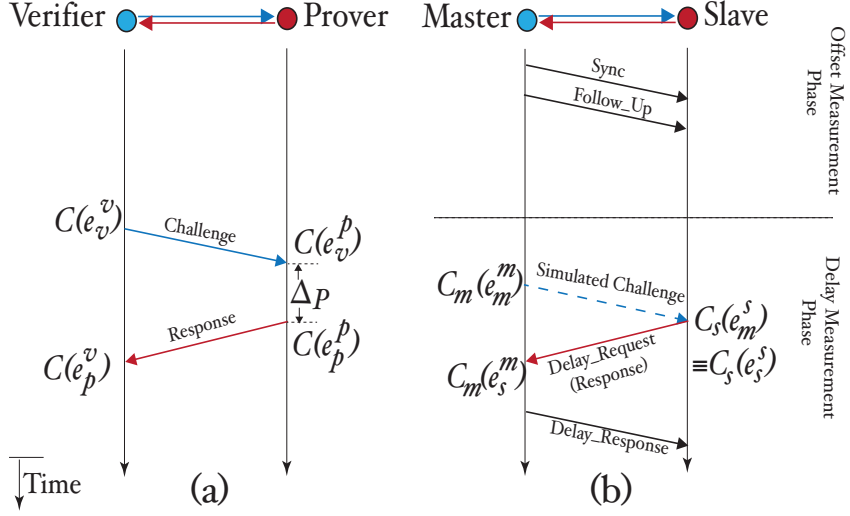 Verifier
Prover
C(e_v^v)
Challenge
C(e_v^p)
Δ_P
Response
C(e_p^p)
C(e_p^v)
Time
(a)
Master
Slave
Sync
Follow_Up
Offset Measurement
Phase
C_m(e_m^m)
Simulated Challenge
C_s(e_m^s)
≡C_s(e_s^s)
Delay_Request
(Response)
C_m(e_s^m)
Delay_Response
Delay Measurement
Phase
(b)